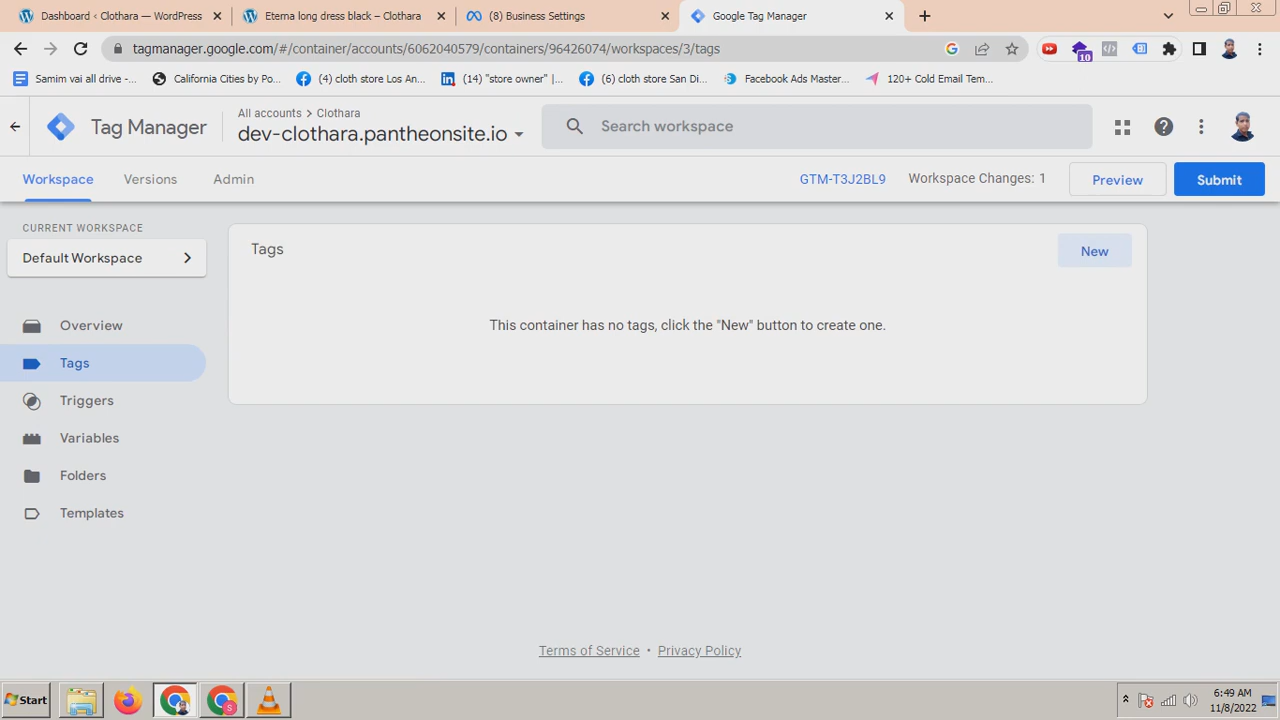 Dashboard ‹ Clothara — WordPress
Eterna long dress black – Clothara
(8) Business Settings
Google Tag Manager
tagmanager.google.com/#/container/accounts/6062040579/containers/96426074/workspaces/3/tags
10
Samim vai all drive -...
California Cities by Po...
(4) cloth store Los An...
(14) "store owner" |...
(6) cloth store San Di...
Facebook Ads Master...
120+ Cold Email Tem...
Tag Manager
All accounts > Clothara
dev-clothara.pantheonsite.io
Search workspace
Workspace
Versions
Admin
GTM-T3J2BL9
Workspace Changes: 1
Preview
Submit
CURRENT WORKSPACE
Default Workspace
Tags
New
This container has no tags, click the "New" button to create one.
Overview
Tags
Triggers
Variables
Folders
Templates
Terms of Service • Privacy Policy
Start
S
6:49 AM
11/8/2022